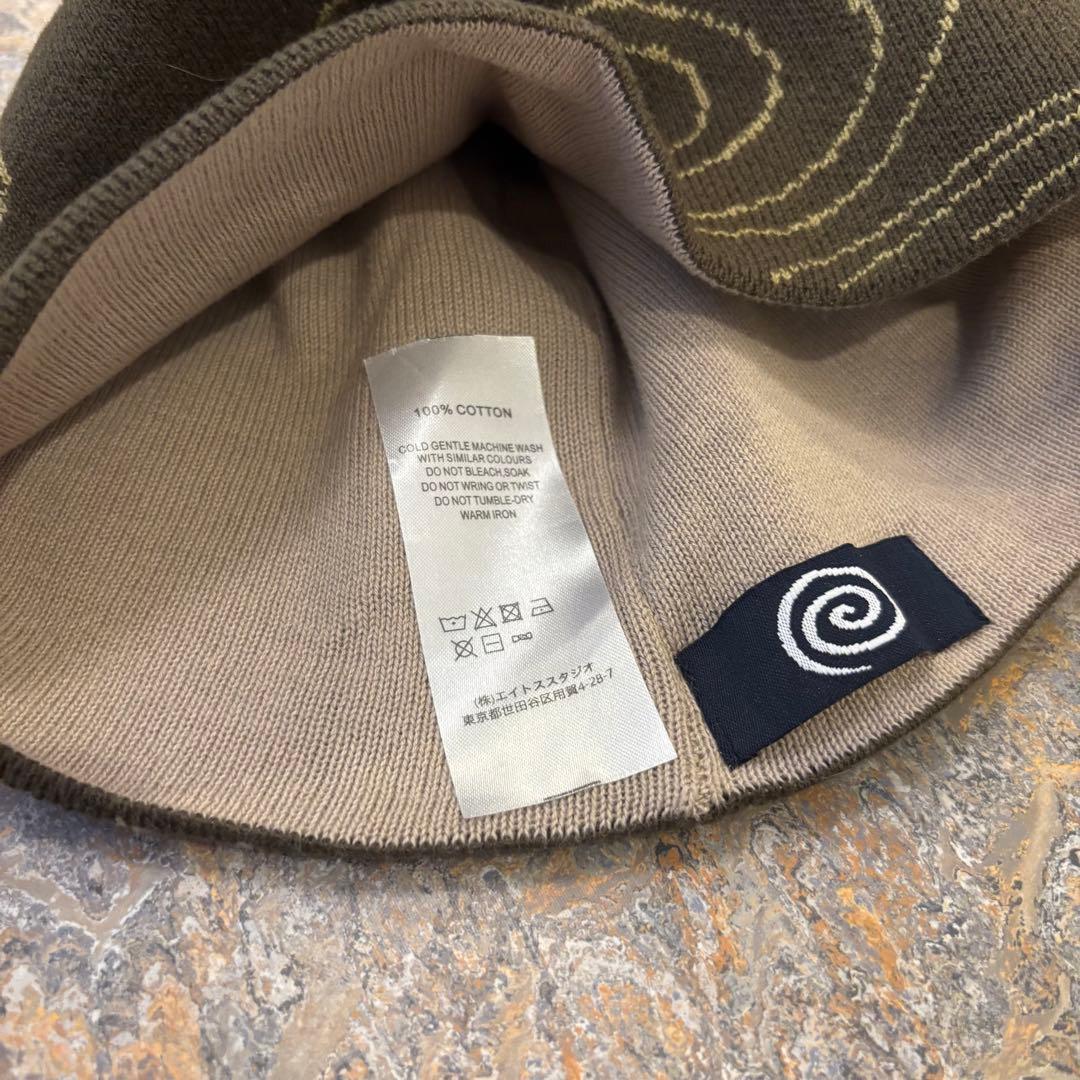 100% COTTON
COLD GENTLE MACHINE WASH
WITH SIMILAR COLOURS
DO NOT BLEACH,SOAK
DO NOT WRING OR TWIST
DO NOT TUMBLE-DRY
WARM IRON
(株)エイトススタジオ
東京都世田谷区用賀4-28-7